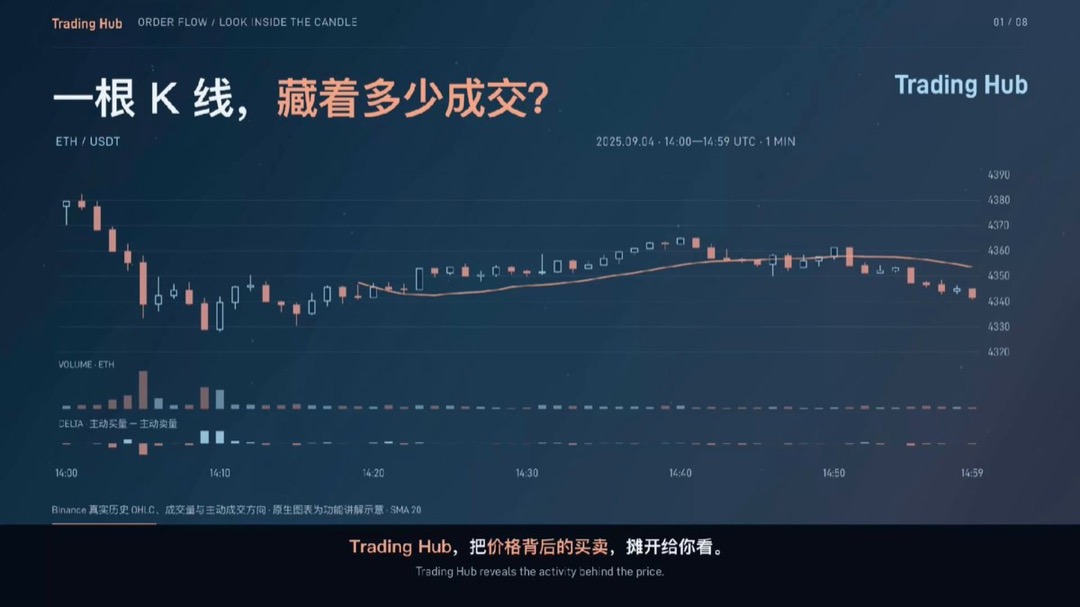 Trading Hub ORDER FLOW / LOOK INSIDE THE CANDLE 01 / 08
一根 K 线，藏着多少成交？
Trading Hub
ETH / USDT 2025.09.04 · 14:00—14:59 UTC · 1 MIN
4390
4380
4370
4360
4350
4340
4330
4320
VOLUME · ETH
DELTA · 主动买量 — 主动卖量
14:00 14:10 14:20 14:30 14:40 14:50 14:59
Binance 真实历史 OHLC、成交量与主动成交方向 · 原生图表为功能讲解示意 · SMA 20
Trading Hub，把价格背后的买卖，摊开给你看。
Trading Hub reveals the activity behind the price.